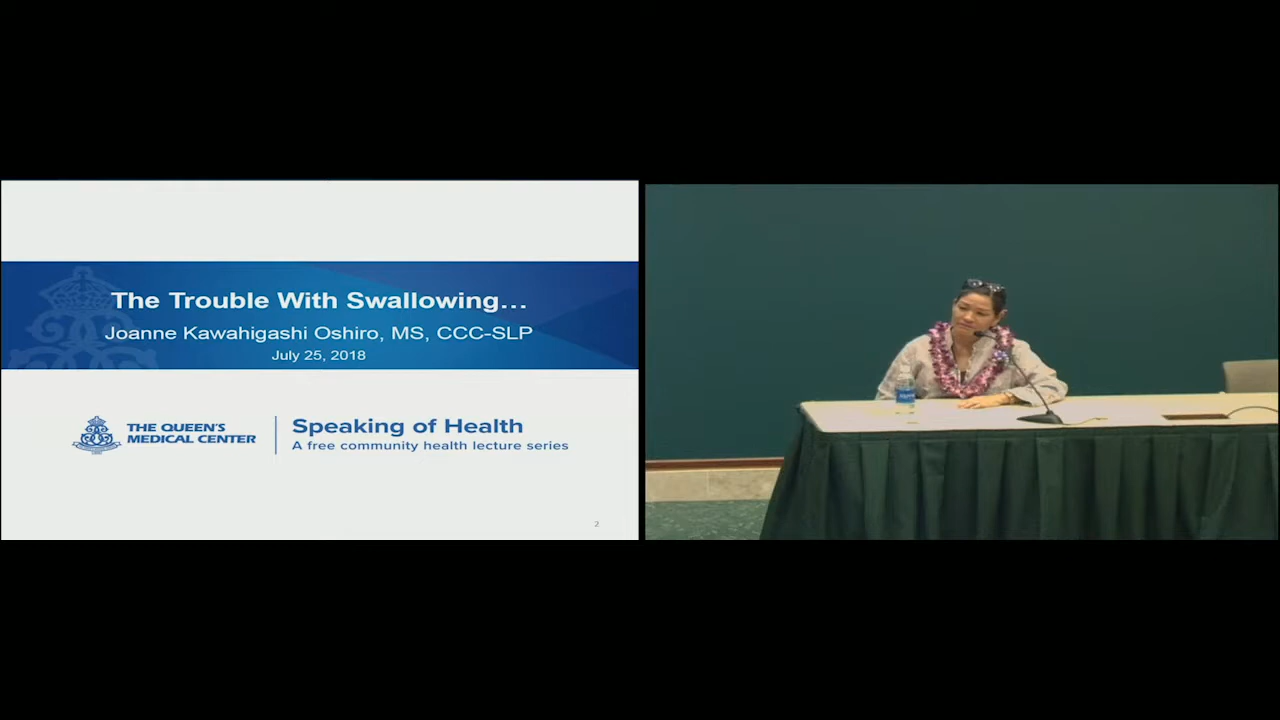 The Trouble With Swallowing…
Joanne Kawahigashi Oshiro, MS, CCC-SLP
July 25, 2018
THE QUEEN'S
MEDICAL CENTER
Speaking of Health
A free community health lecture series
2